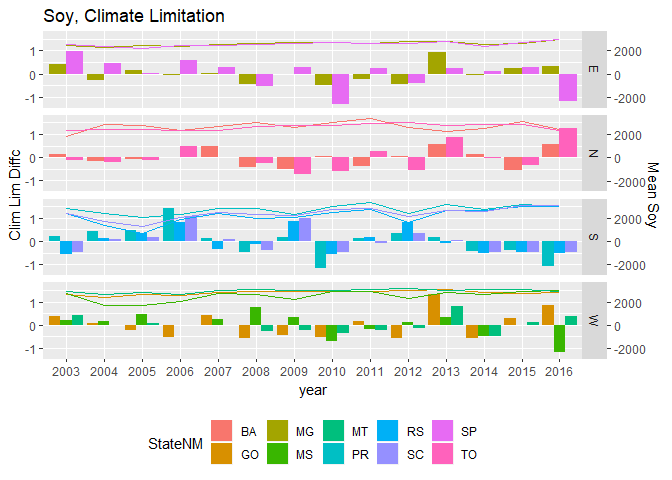 Soy, Climate Limitation
Clim Lim Diffc
Mean Soy
1
0
-1
2000
0
-2000
E
1
0
-1
2000
0
-2000
N
1
0
-1
2000
0
-2000
S
1
0
-1
2000
0
-2000
W
2003 2004 2005 2006 2007 2008 2009 2010 2011 2012 2013 2014 2015 2016
year
StateNM
BA MG MT RS SP
GO MS PR SC TO